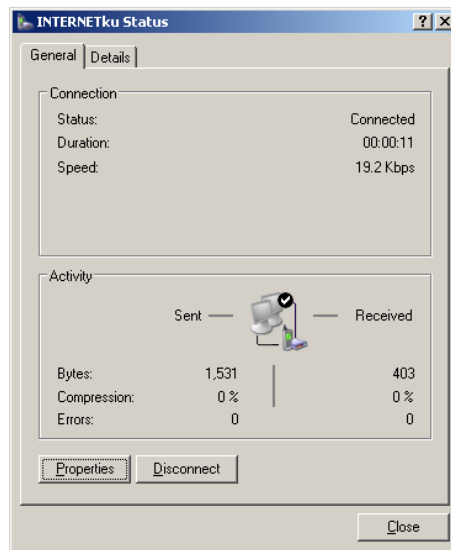 INTERNETku Status
General Details
Connection
Status: Connected
Duration: 00:00:11
Speed: 19.2 Kbps
Activity
Sent Received
Bytes: 1,531 403
Compression: 0 % 0 %
Errors: 0 0
Properties Disconnect
Close